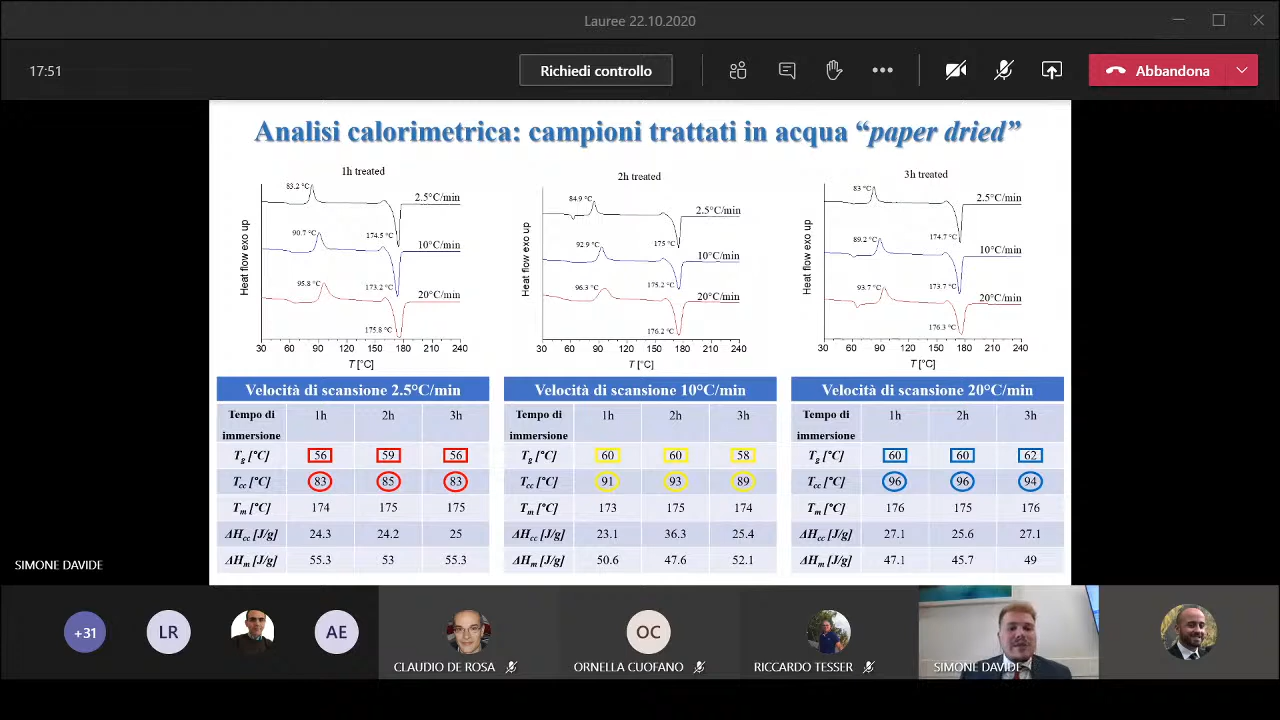 Lauree 22.10.2020
17:51
Richiedi controllo
Abbandona
Analisi calorimetrica: campioni trattati in acqua “paper dried”
1h treated
83.2 °C
2.5°C/min
174.5 °C
90.7 °C
10°C/min
173.2 °C
95.8 °C
20°C/min
175.8 °C
Heat flow exo up
30 60 90 120 150 180 210 240
T [°C]
2h treated
84.9 °C
2.5°C/min
175 °C
92.9 °C
10°C/min
175.2 °C
96.3 °C
20°C/min
176.2 °C
Heat flow exo up
30 60 90 120 150 180 210 240
T [°C]
3h treated
83 °C
2.5°C/min
174.7 °C
89.2 °C
10°C/min
173.7 °C
93.7 °C
20°C/min
176.3 °C
Heat flow exo up
30 60 90 120 150 180 210 240
T [°C]
Velocità di scansione 2.5°C/min
Tempo di immersione 1h 2h 3h
Tg [°C] 56 59 56
Tcc [°C] 83 85 83
Tm [°C] 174 175 175
ΔHcc [J/g] 24.3 24.2 25
ΔHm [J/g] 55.3 53 55.3
Velocità di scansione 10°C/min
Tempo di immersione 1h 2h 3h
Tg [°C] 60 60 58
Tcc [°C] 91 93 89
Tm [°C] 173 175 174
ΔHcc [J/g] 23.1 36.3 25.4
ΔHm [J/g] 50.6 47.6 52.1
Velocità di scansione 20°C/min
Tempo di immersione 1h 2h 3h
Tg [°C] 60 60 62
Tcc [°C] 96 96 94
Tm [°C] 176 175 176
ΔHcc [J/g] 27.1 25.6 27.1
ΔHm [J/g] 47.1 45.7 49
SIMONE DAVIDE
+31
LR
AE
CLAUDIO DE ROSA
OC
ORNELLA CUOFANO
RICCARDO TESSER
SIMONE DAVIDE